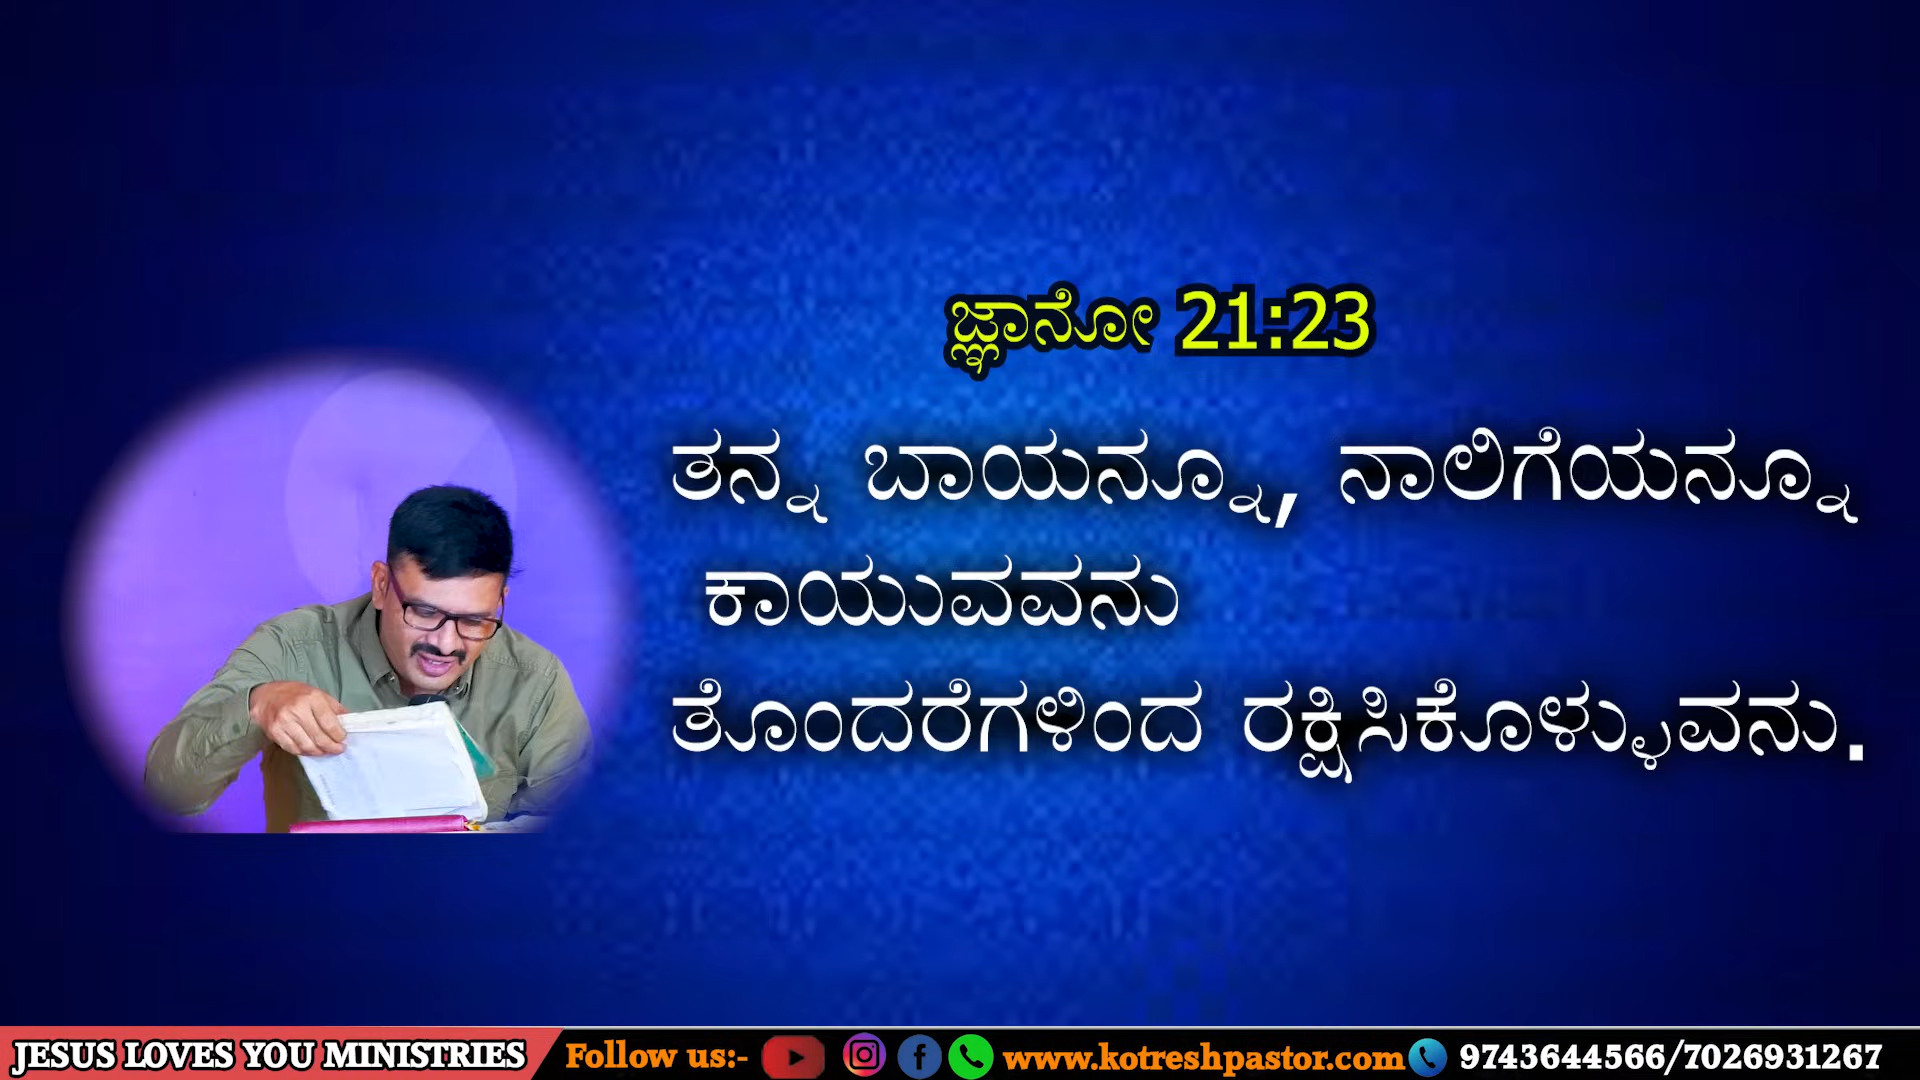 ಜ್ಞಾನೋ 21:23
ತನ್ನ ಬಾಯನ್ನೂ, ನಾಲಿಗೆಯನ್ನೂ
ಕಾಯುವವನು
ತೊಂದರೆಗಳಿಂದ ರಕ್ಷಿಸಿಕೊಳ್ಳುವನು.
JESUS LOVES YOU MINISTRIES Follow us:- www.kotreshpastor.com 9743644566/7026931267